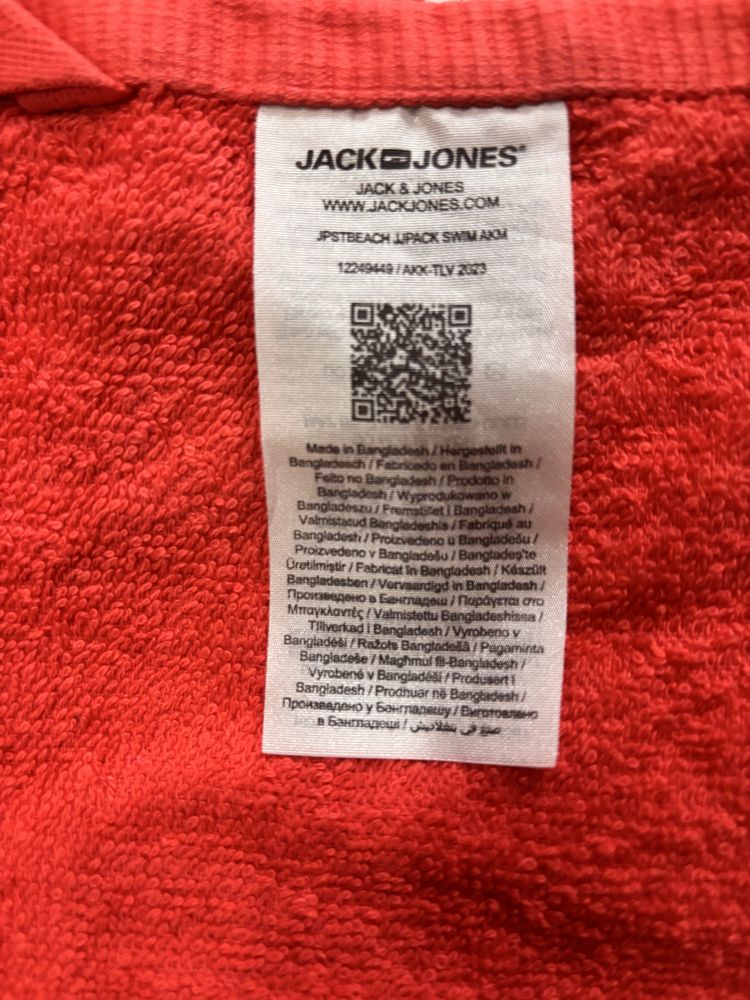 JACK JONES®
JACK & JONES
WWW.JACKJONES.COM
JPSTBEACH JJPACK SWIM AKM
12249449 / AKK-TLV 2023
Made in Bangladesh / Hergestellt in
Bangladesch / Fabricado en Bangladesh /
Feito no Bangladesh / Prodotto in
Bangladesh / Wyprodukowano w
Bangladeszu / Fremstillet i Bangladesh /
Valmistatud Bangladeshis / Fabriqué au
Bangladesh / Proizvedeno u Bangladešu /
Proizvedeno v Bangladešu / Bangladeş'te
Üretilmiştir / Fabricat în Bangladesh / Készült
Bangladesben / Vervaardigd in Bangladesh /
Произведено в Бангладеш / Παράγεται στο
Μπαγκλαντές / Valmistettu Bangladeshissa /
Tillverkad i Bangladesh / Vyrobeno v
Bangladéši / Ražots Bangladešā / Pagaminta
Bangladeše / Magħmul fil-Bangladesh /
Vyrobené v Bangladéši / Produsert i
Bangladesh / Prodhuar në Bangladesh /
Произведено у Бангладешу / Виготовлено
в Бангладеші / صنع في بنغلاديش